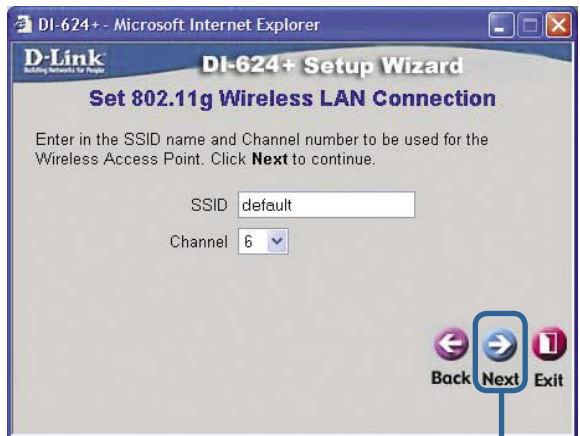 DI-624+ - Microsoft Internet Explorer
D-Link
Building Networks for People
DI-624+ Setup Wizard
Set 802.11g Wireless LAN Connection
Enter in the SSID name and Channel number to be used for the
Wireless Access Point. Click Next to continue.
SSID default
Channel 6
Back Next Exit